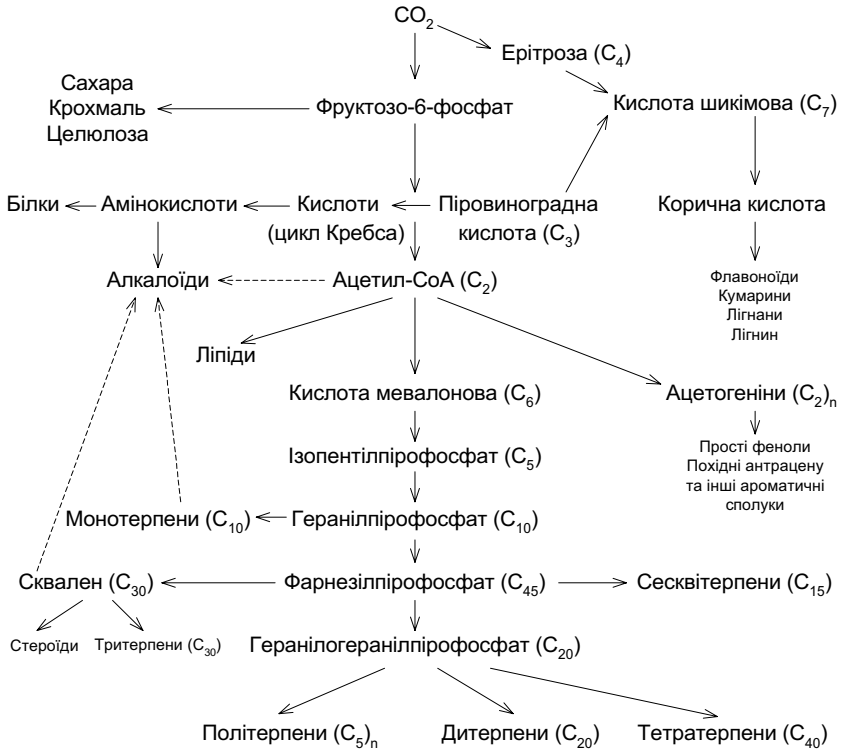 CO2
Ерітроза (C4)
Сахара
Крохмаль
Целюлоза
Фруктозо-6-фосфат
Кислота шикімова (C7)
Білки
Амінокислоти
Кислоти
(цикл Кребса)
Піровиноградна
кислота (C3)
Корична кислота
Алкалоїди
Ацетил-CoA (C2)
Флавоноїди
Кумарини
Лігнани
Лігнин
Ліпіди
Кислота мевалонова (C6)
Ацетогеніни (C2)n
Ізопентілпірофосфат (C5)
Прості феноли
Похідні антрацену
та інші ароматичні
сполуки
Монотерпени (C10)
Геранілпірофосфат (C10)
Сквален (C30)
Фарнезілпірофосфат (C45)
Сесквітерпени (C15)
Стероїди
Тритерпени (C30)
Геранілогеранілпірофосфат (C20)
Політерпени (C5)n
Дитерпени (C20)
Тетратерпени (C40)